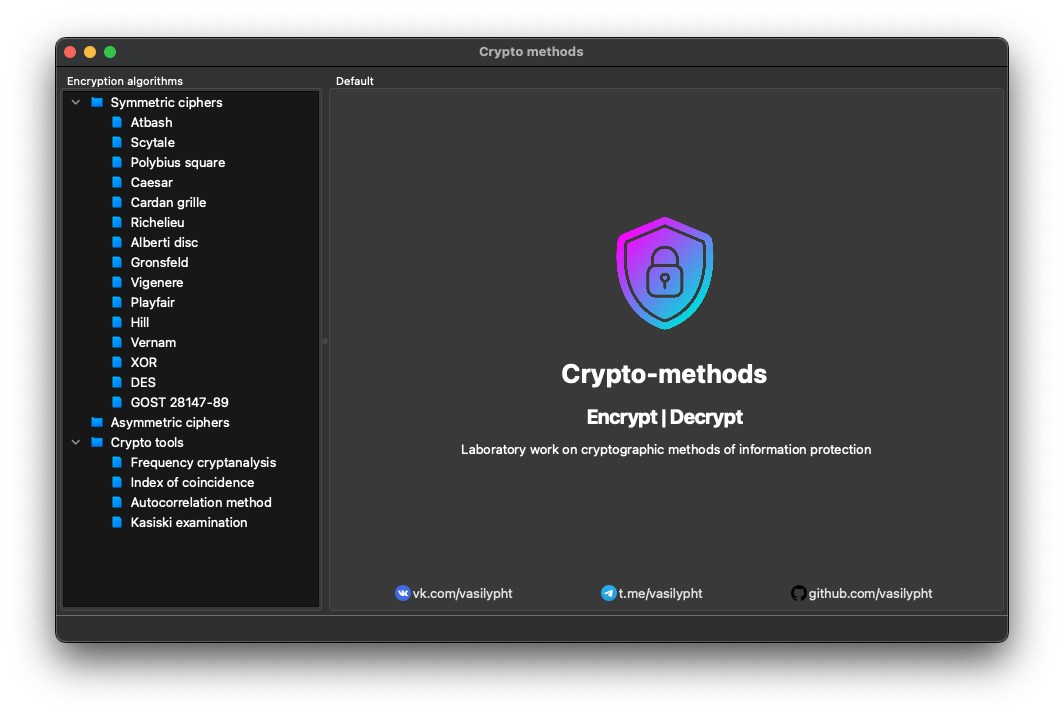 Crypto methods
Encryption algorithms
Symmetric ciphers
Atbash
Scytale
Polybius square
Caesar
Cardan grille
Richelieu
Alberti disc
Gronsfeld
Vigenere
Playfair
Hill
Vernam
XOR
DES
GOST 28147-89
Asymmetric ciphers
Crypto tools
Frequency cryptanalysis
Index of coincidence
Autocorrelation method
Kasiski examination
Default
Crypto-methods
Encrypt | Decrypt
Laboratory work on cryptographic methods of information protection
vk.com/vasilypht
t.me/vasilypht
github.com/vasilypht